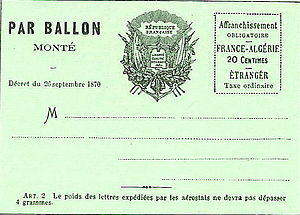 PAR BALLON
MONTÉ
Décret du 26 septembre 1870
RÉPUBLIQUE
FRANÇAISE
Affranchissement
OBLIGATOIRE
FRANCE-ALGÉRIE
20 CENTIMES
ÉTRANGER
Taxe ordinaire
M
ART. 2 Le poids des lettres expédiées par les aérostats ne devra pas dépasser
4 grammes.